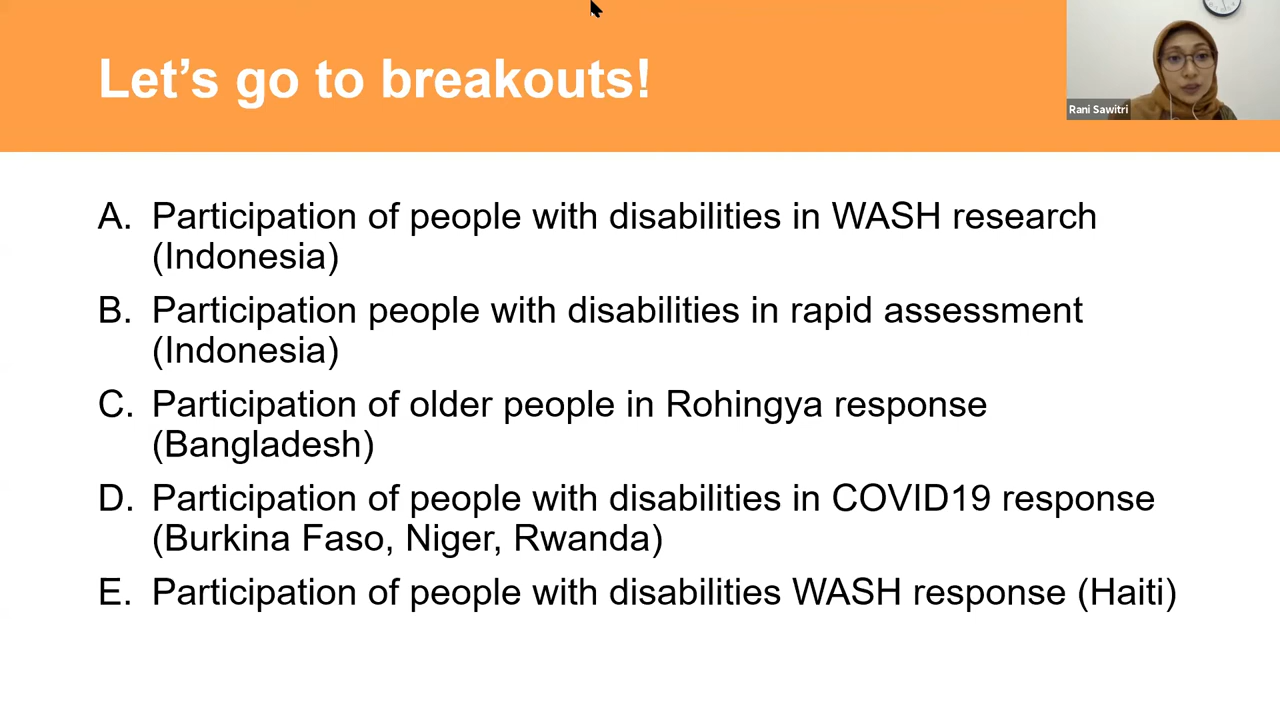 Let’s go to breakouts!
Rani Sawitri
A. Participation of people with disabilities in WASH research
(Indonesia)
B. Participation people with disabilities in rapid assessment
(Indonesia)
C. Participation of older people in Rohingya response
(Bangladesh)
D. Participation of people with disabilities in COVID19 response
(Burkina Faso, Niger, Rwanda)
E. Participation of people with disabilities WASH response (Haiti)